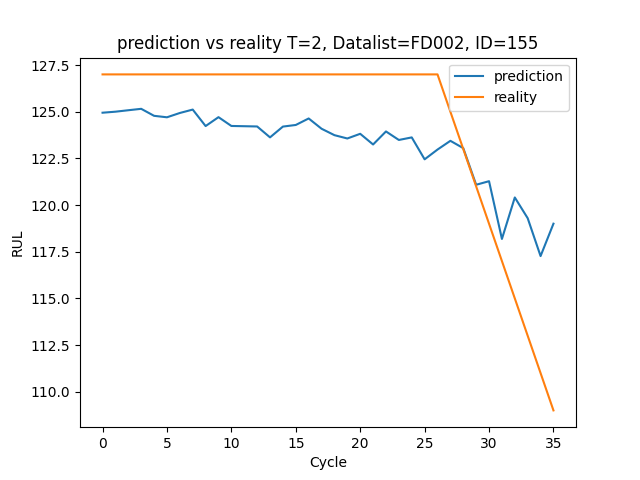 prediction vs reality T=2, Datalist=FD002, ID=155
127.5
125.0
122.5
120.0
117.5
115.0
112.5
110.0
RUL
prediction
reality
0 5 10 15 20 25 30 35
Cycle